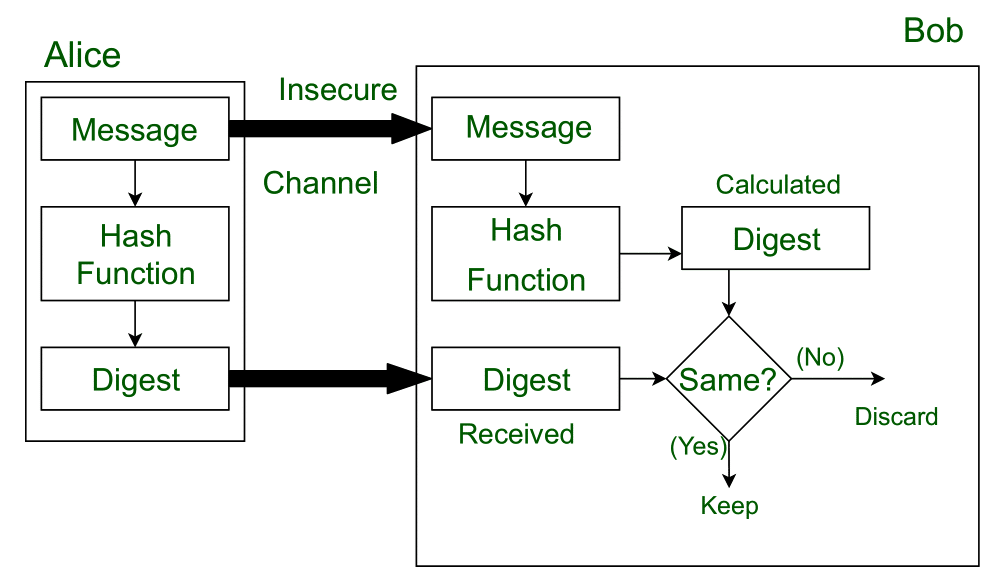 Alice
Bob
Insecure
Channel
Message
Hash
Function
Digest
Message
Hash
Function
Calculated
Digest
Digest
Received
Same?
(No)
Discard
(Yes)
Keep